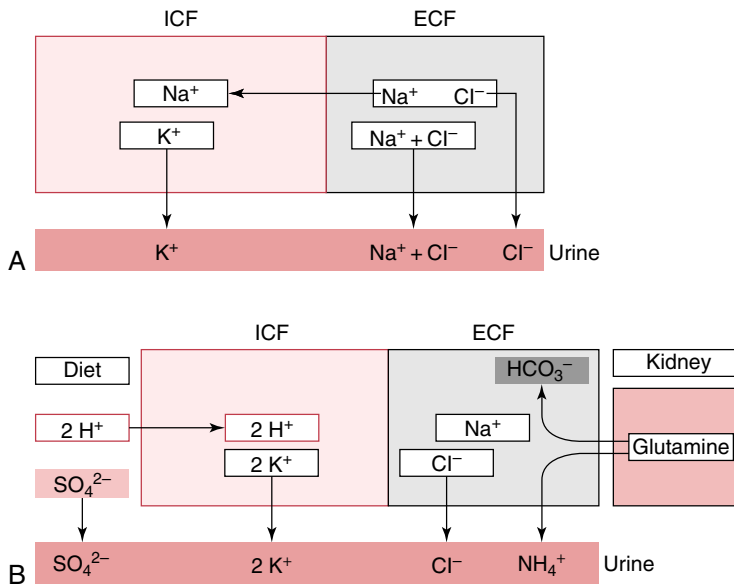 ICF ECF
Na⁺ Na⁺ Cl⁻
K⁺ Na⁺ + Cl⁻
A K⁺ Na⁺ + Cl⁻ Cl⁻ Urine
ICF ECF
Diet HCO₃⁻ Kidney
2 H⁺ 2 H⁺ Na⁺ Glutamine
SO₄²⁻ 2 K⁺ Cl⁻
B SO₄²⁻ 2 K⁺ Cl⁻ NH₄⁺ Urine